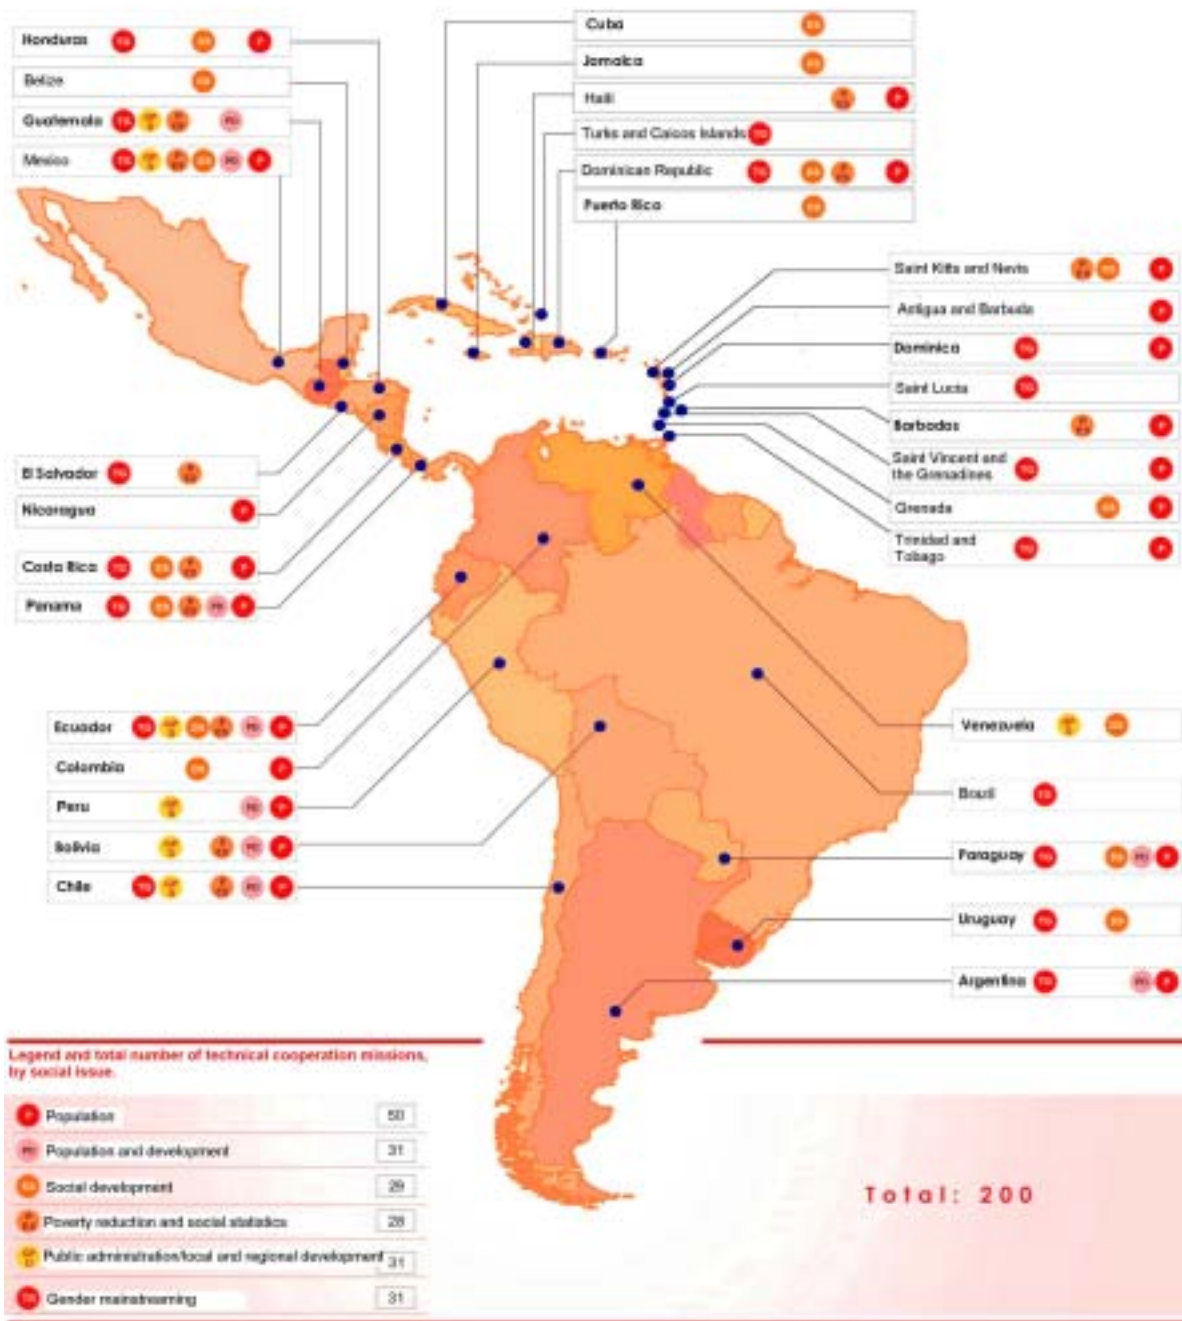 Honduras
Belize
Guatemala
Mexico
Cuba
Jamaica
Haiti
Turks and Caicos Islands
Dominican Republic
Puerto Rico
Saint Kitts and Nevis
Antigua and Barbuda
Dominica
Saint Lucia
Barbados
Saint Vincent and
the Grenadines
Grenada
Trinidad and
Tobago
El Salvador
Nicaragua
Costa Rica
Panama
Ecuador
Colombia
Peru
Bolivia
Chile
Venezuela
Brazil
Paraguay
Uruguay
Argentina
Legend and total number of technical cooperation missions,
by social issue.
P Population 50
PD Population and development 31
Social development 29
Poverty reduction and social statistics 28
Public administration/local and regional development 31
Gender mainstreaming 31
Total: 200